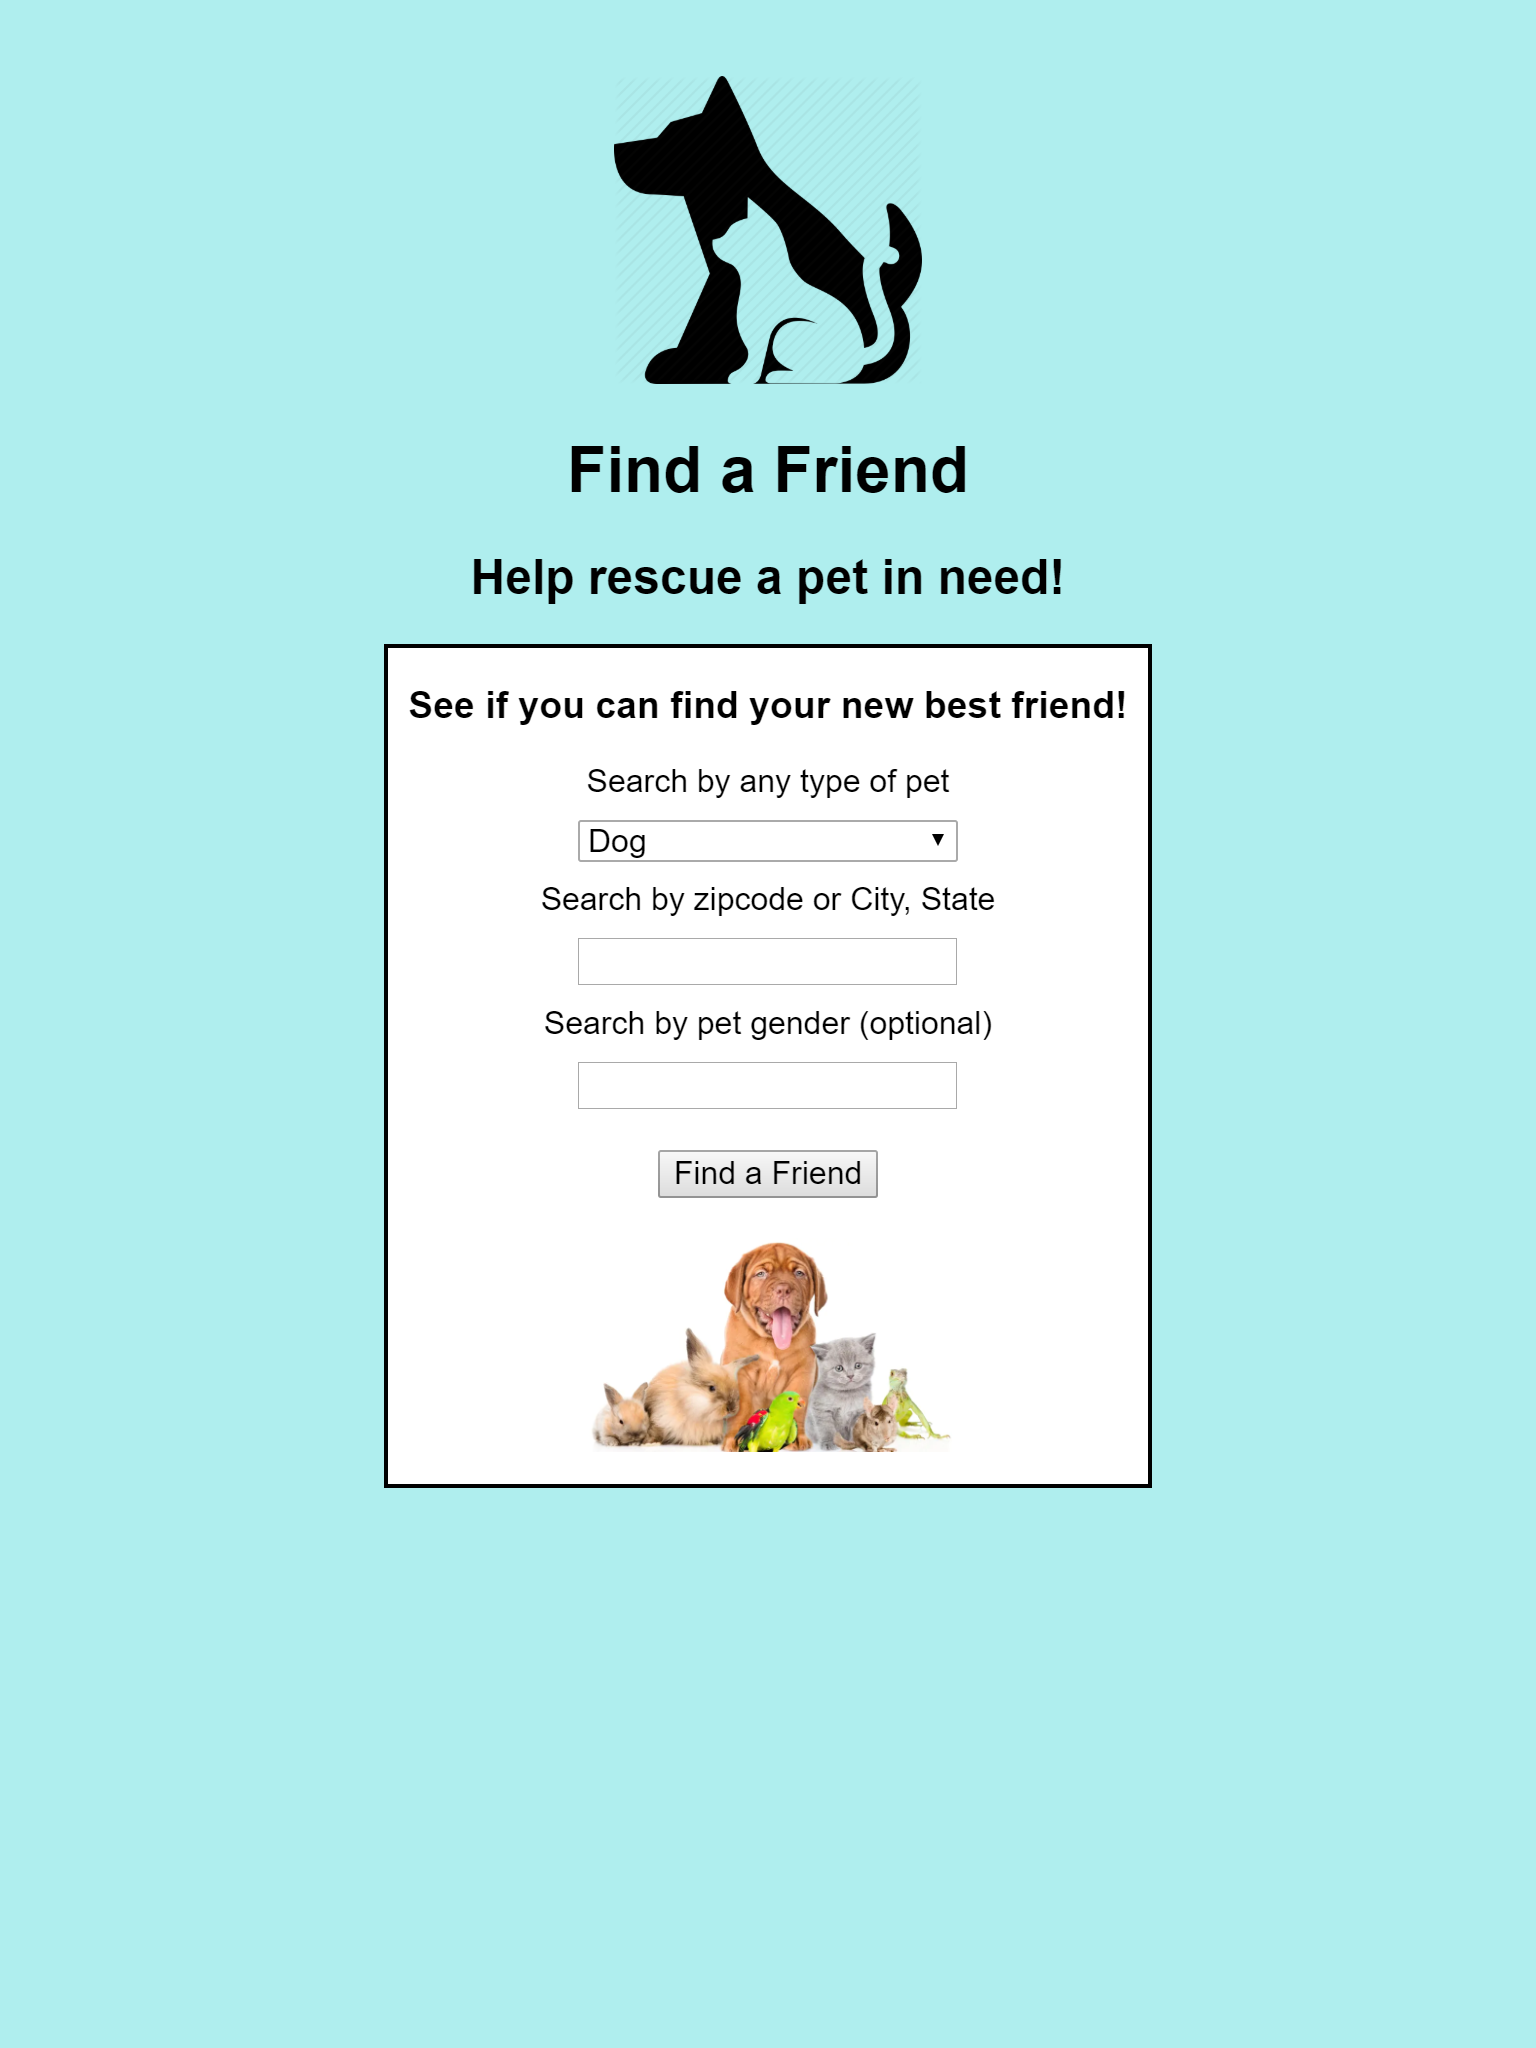 Find a Friend
Help rescue a pet in need!
See if you can find your new best friend!
Search by any type of pet
Dog
Search by zipcode or City, State
Search by pet gender (optional)
Find a Friend